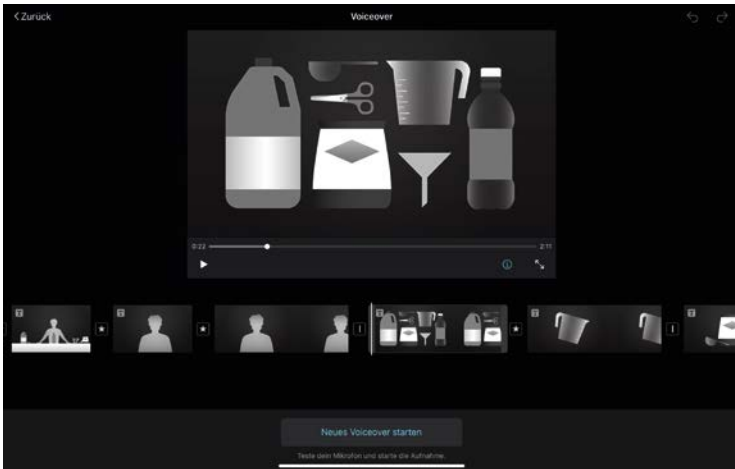 Zurück
Voiceover
0:22
2:11
T
T
T
T
T
Neues Voiceover starten
Teste dein Mikrofon und starte die Aufnahme.